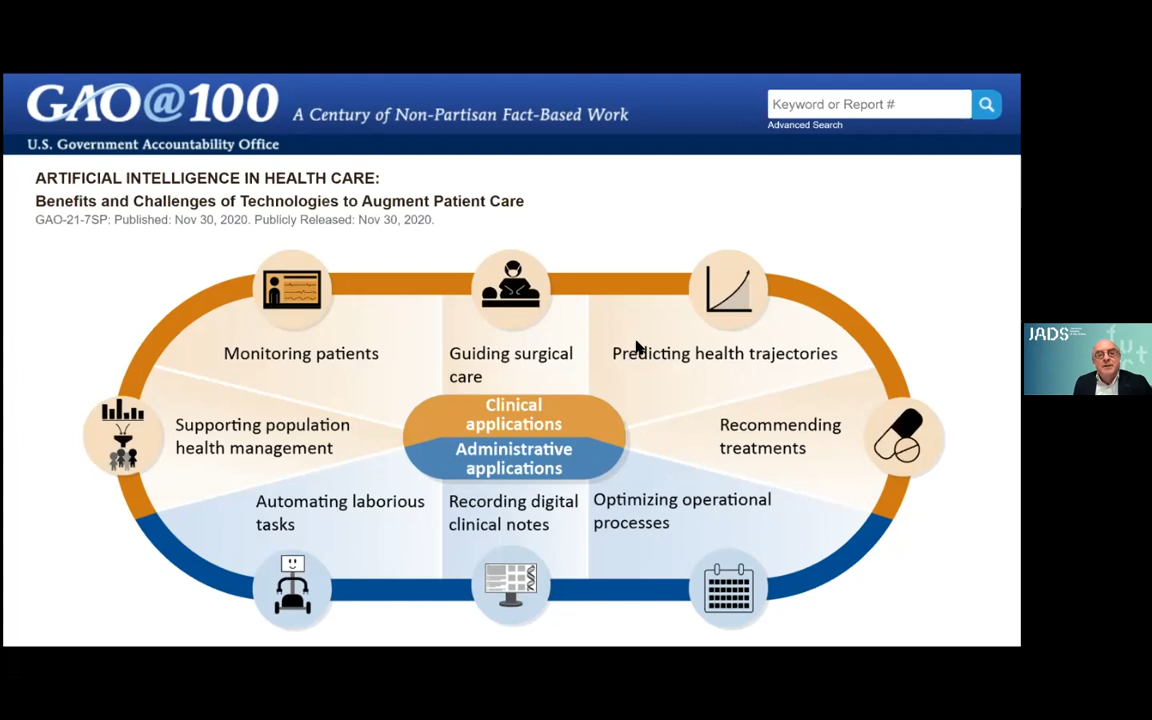 GAO@100
A Century of Non-Partisan Fact-Based Work
Keyword or Report #
Advanced Search
U.S. Government Accountability Office
ARTIFICIAL INTELLIGENCE IN HEALTH CARE:
Benefits and Challenges of Technologies to Augment Patient Care
GAO-21-7SP: Published: Nov 30, 2020. Publicly Released: Nov 30, 2020.
Monitoring patients
Guiding surgical
care
Predicting health trajectories
Supporting population
health management
Clinical
applications
Administrative
applications
Recommending
treatments
Automating laborious
tasks
Recording digital
clinical notes
Optimizing operational
processes
JADS